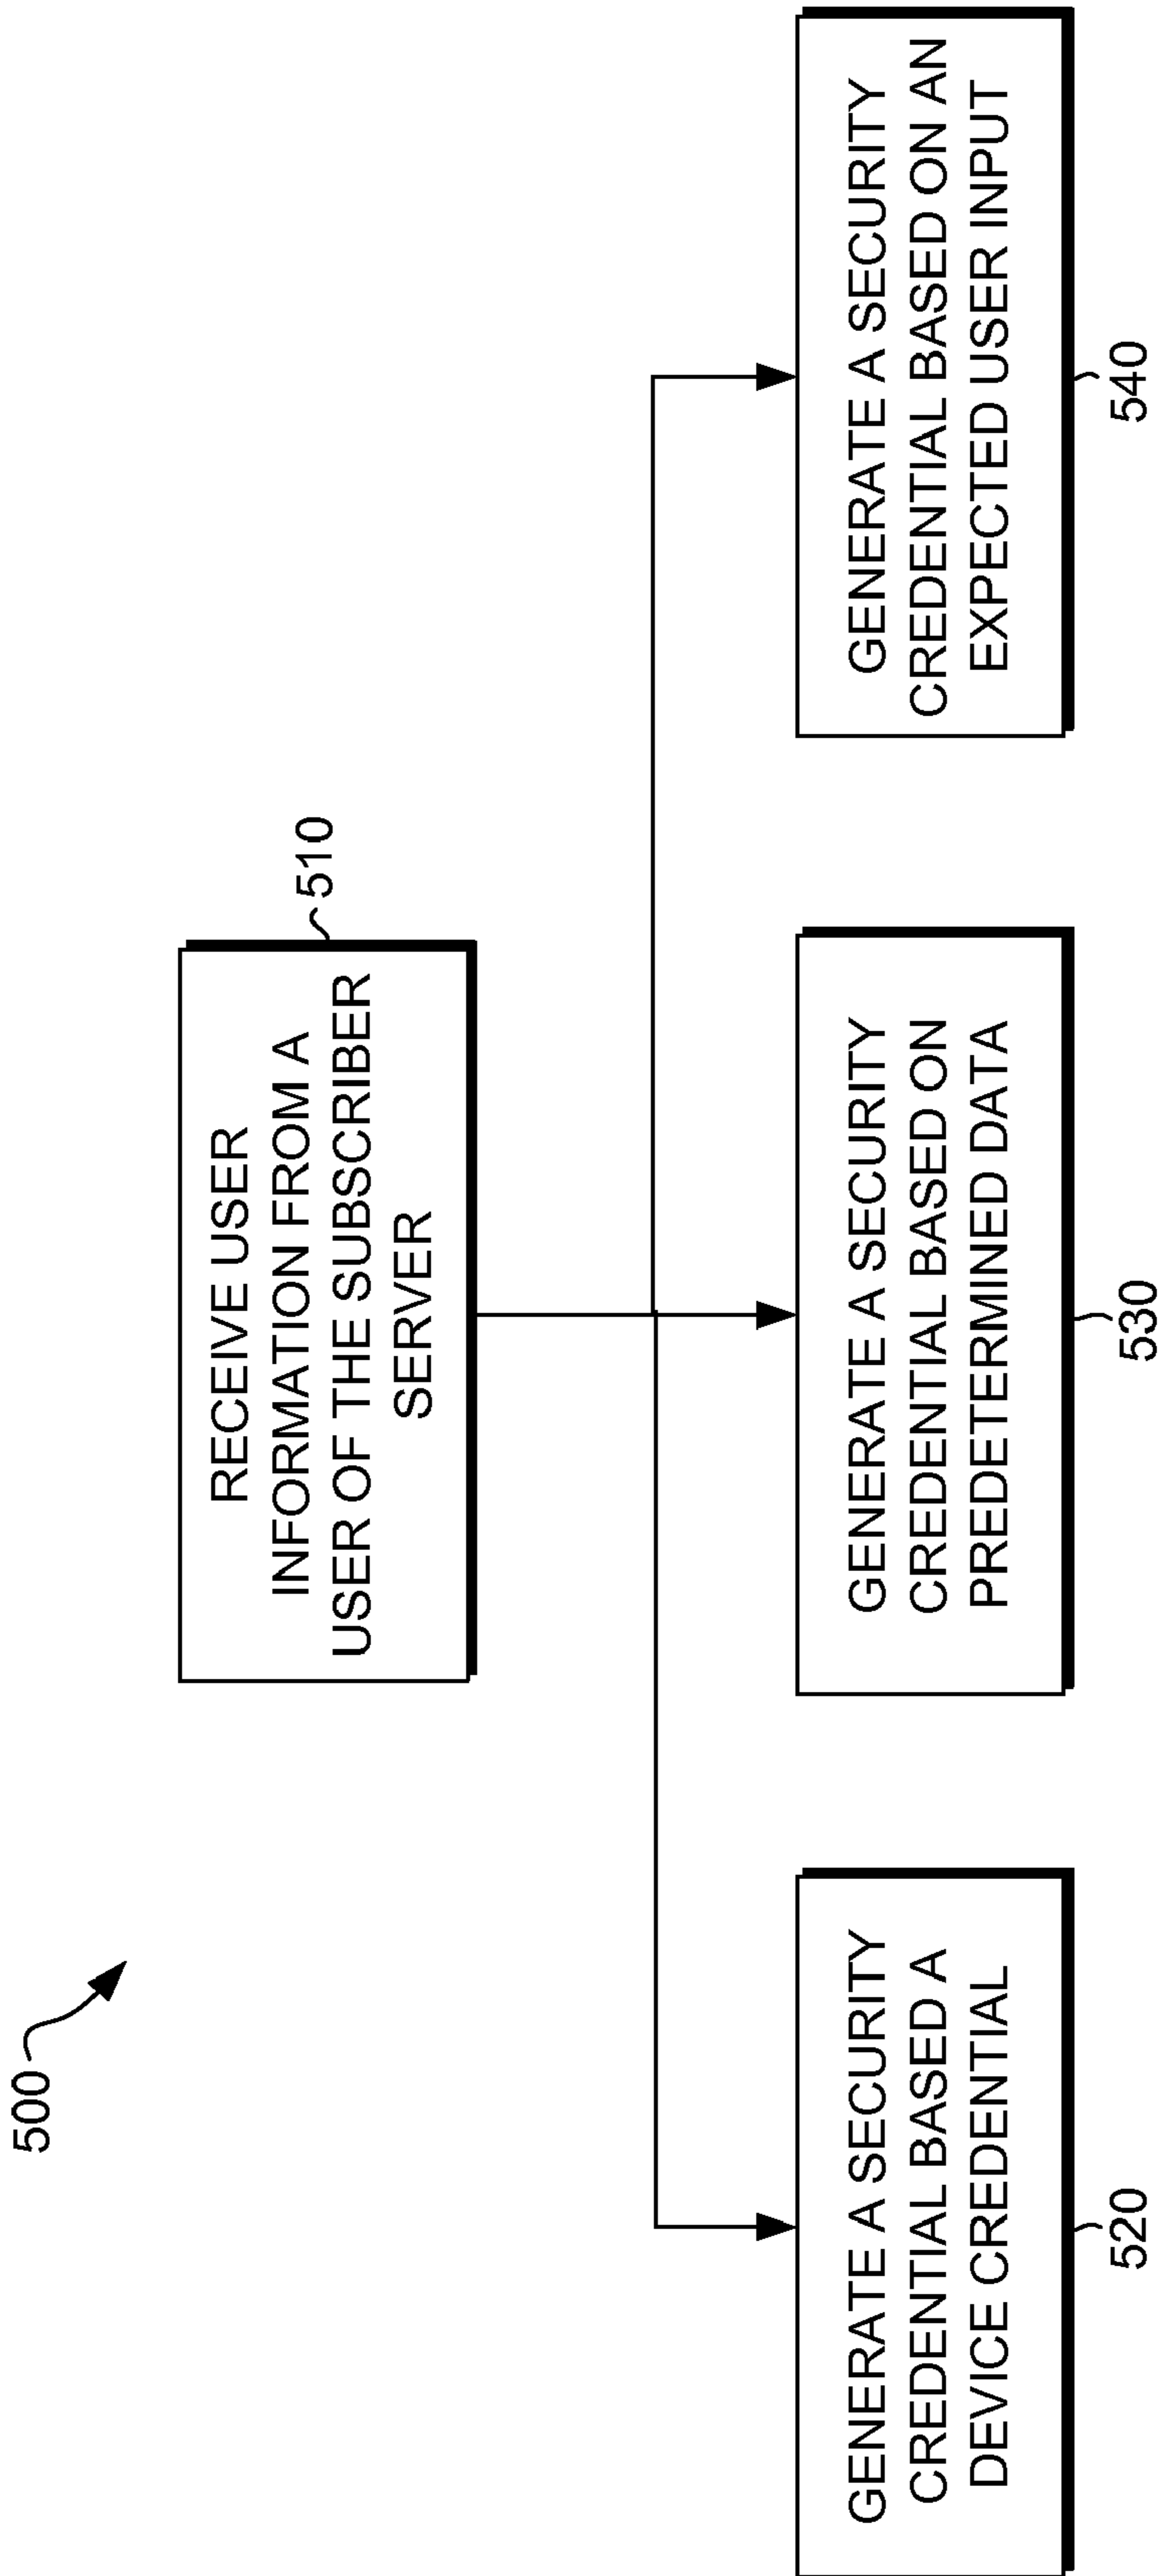 500
RECEIVE USER
INFORMATION FROM A
USER OF THE SUBSCRIBER
SERVER
510
GENERATE A SECURITY
CREDENTIAL BASED A
DEVICE CREDENTIAL
520
GENERATE A SECURITY
CREDENTIAL BASED ON
PREDETERMINED DATA
530
GENERATE A SECURITY
CREDENTIAL BASED ON AN
EXPECTED USER INPUT
540